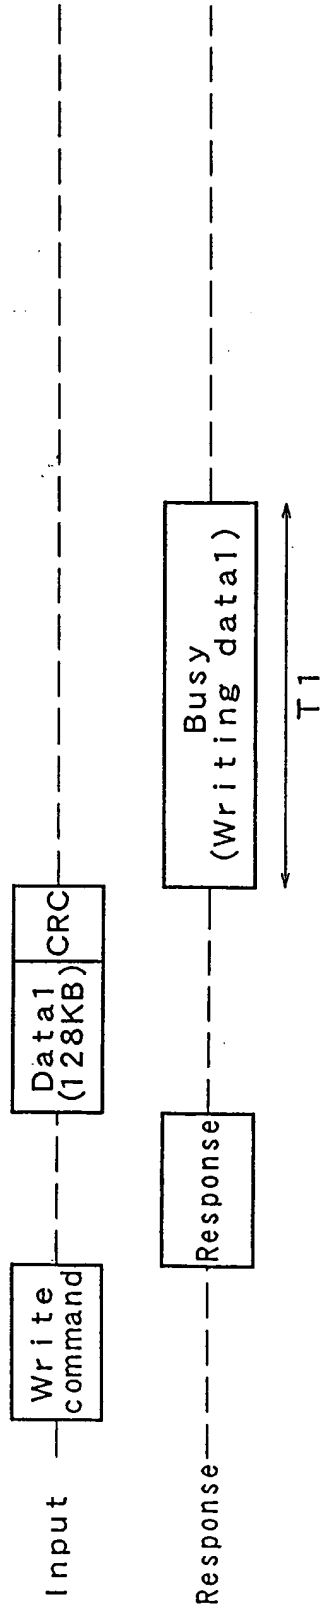 Input
Write
command
Data1
(128KB)
CRC
Response
Response
Busy
(Writing data1)
T1